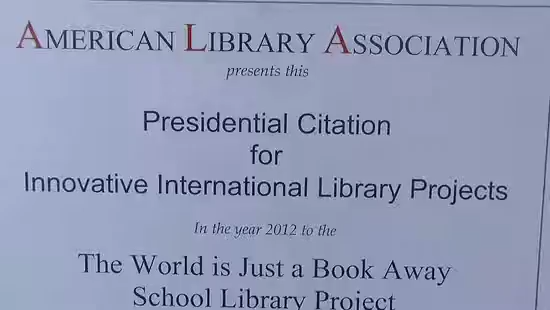 AMERICAN LIBRARY ASSOCIATION
presents this
Presidential Citation
for
Innovative International Library Projects
In the year 2012 to the
The World is Just a Book Away
School Library Project